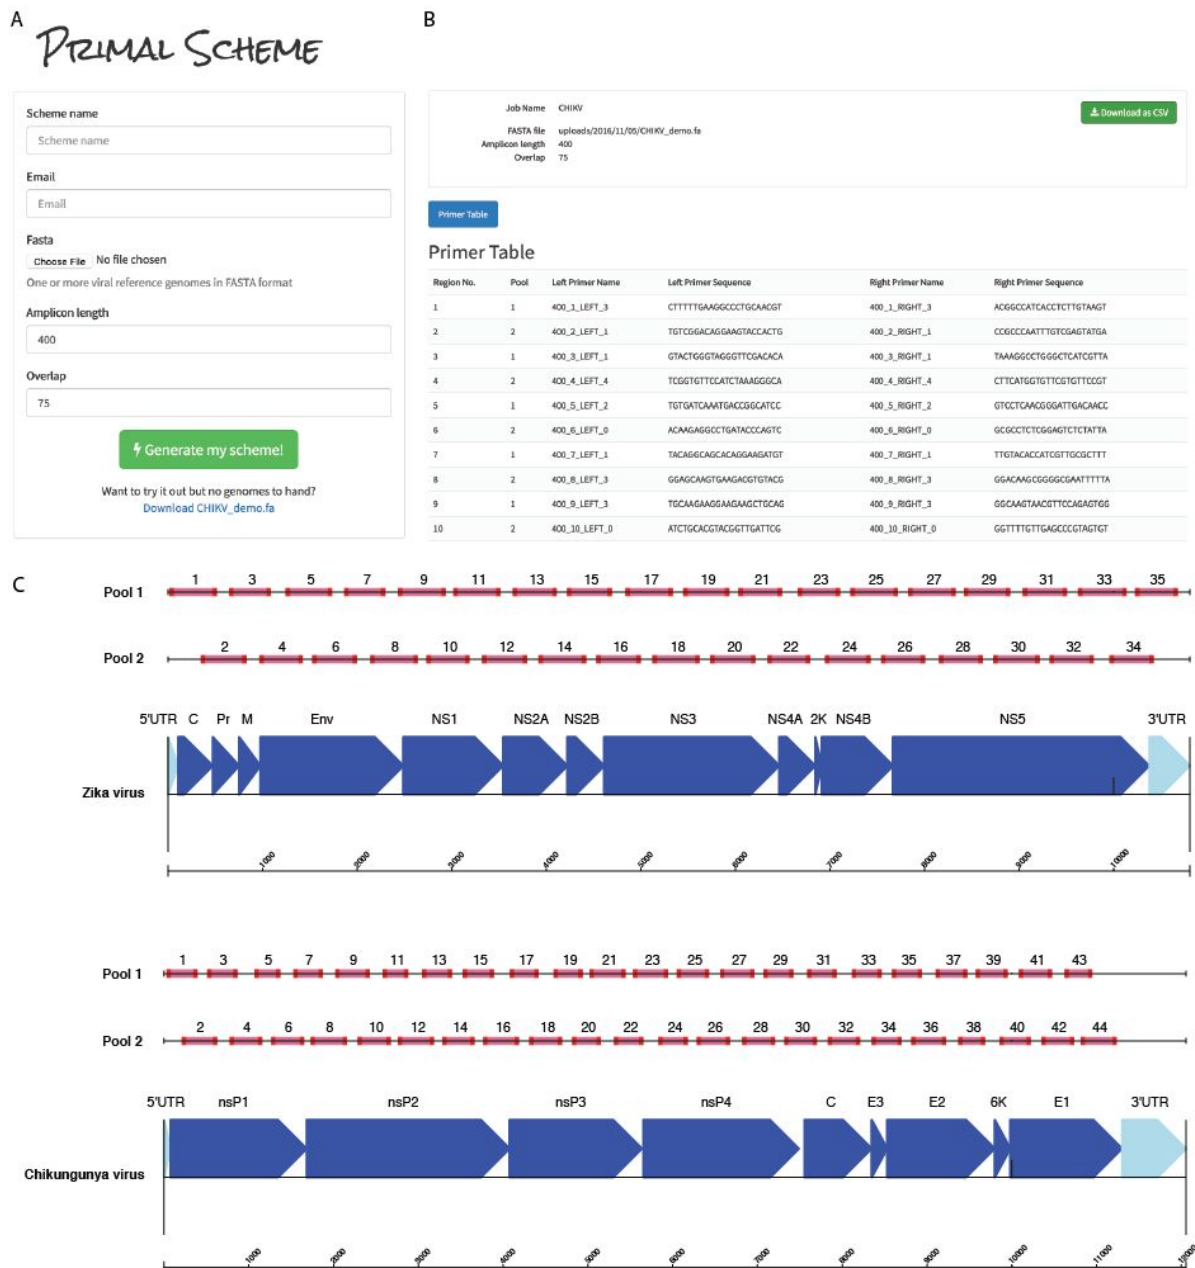 A
PRIMAL SCHEME
Scheme name
Scheme name
Email
Email
Fasta
Choose File No file chosen
One or more viral reference genomes in FASTA format
Amplicon length
400
Overlap
75
Generate my scheme!
Want to try it out but no genomes to hand?
Download CHIKV_demo.fa
B
Job Name CHIKV
Download as CSV
FASTA file uploads/2016/11/05/CHIKV_demo.fa
Amplicon length 400
Overlap 75
Primer Table
Primer Table
Region No. Pool Left Primer Name Left Primer Sequence Right Primer Name Right Primer Sequence
1 1 400_1_LEFT_3 CTTTTTGAAGGCCCTGCAACGT 400_1_RIGHT_3 ACGGCCATCACCTCTTGTAAGT
2 2 400_2_LEFT_1 TGTCGGACAGGAAGTACCACTG 400_2_RIGHT_1 CCGCCCAATTTGTCGAGTATGA
3 1 400_3_LEFT_1 GTACTGGGTAGGGTTCGACACA 400_3_RIGHT_1 TAAAGGCCTGGGCTCATCGTTA
4 2 400_4_LEFT_4 TCGGTGTTCCATCTAAAGGGCA 400_4_RIGHT_4 CTTCATGGTGTTCGTGTTCCGT
5 1 400_5_LEFT_2 TGTGATCAAATGACCGGCATCC 400_5_RIGHT_2 GTCCTCAACGGGATTGACAACC
6 2 400_6_LEFT_0 ACAAGAGGCCTGATACCCAGTC 400_6_RIGHT_0 GCGCCTCTCGGAGTCTCTATTA
7 1 400_7_LEFT_1 TACAGGCAGCACAGGAAGATGT 400_7_RIGHT_1 TTGTACACCATCGTTGCGCTTT
8 2 400_8_LEFT_3 GGAGCAAGTGAAGACGTGTACG 400_8_RIGHT_3 GGACAAGCGGGGCGAATTTTTA
9 1 400_9_LEFT_3 TGCAAGAAGGAAGAAGCTGCAG 400_9_RIGHT_3 GGCAAGTAACGTTCCAGAGTGG
10 2 400_10_LEFT_0 ATCTGCACGTACGGTTGATTCG 400_10_RIGHT_0 GGTTTTGTTGAGCCCGTAGTGT
C
Pool 1 1 3 5 7 9 11 13 15 17 19 21 23 25 27 29 31 33 35
Pool 2 2 4 6 8 10 12 14 16 18 20 22 24 26 28 30 32 34
5'UTR C Pr M Env NS1 NS2A NS2B NS3 NS4A 2K NS4B NS5 3'UTR
Zika virus
1000 2000 3000 4000 5000 6000 7000 8000 9000 10000
Pool 1 1 3 5 7 9 11 13 15 17 19 21 23 25 27 29 31 33 35 37 39 41 43
Pool 2 2 4 6 8 10 12 14 16 18 20 22 24 26 28 30 32 34 36 38 40 42 44
5'UTR nsP1 nsP2 nsP3 nsP4 C E3 E2 6K E1 3'UTR
Chikungunya virus
1000 2000 3000 4000 5000 6000 7000 8000 9000 10000 11000 12000